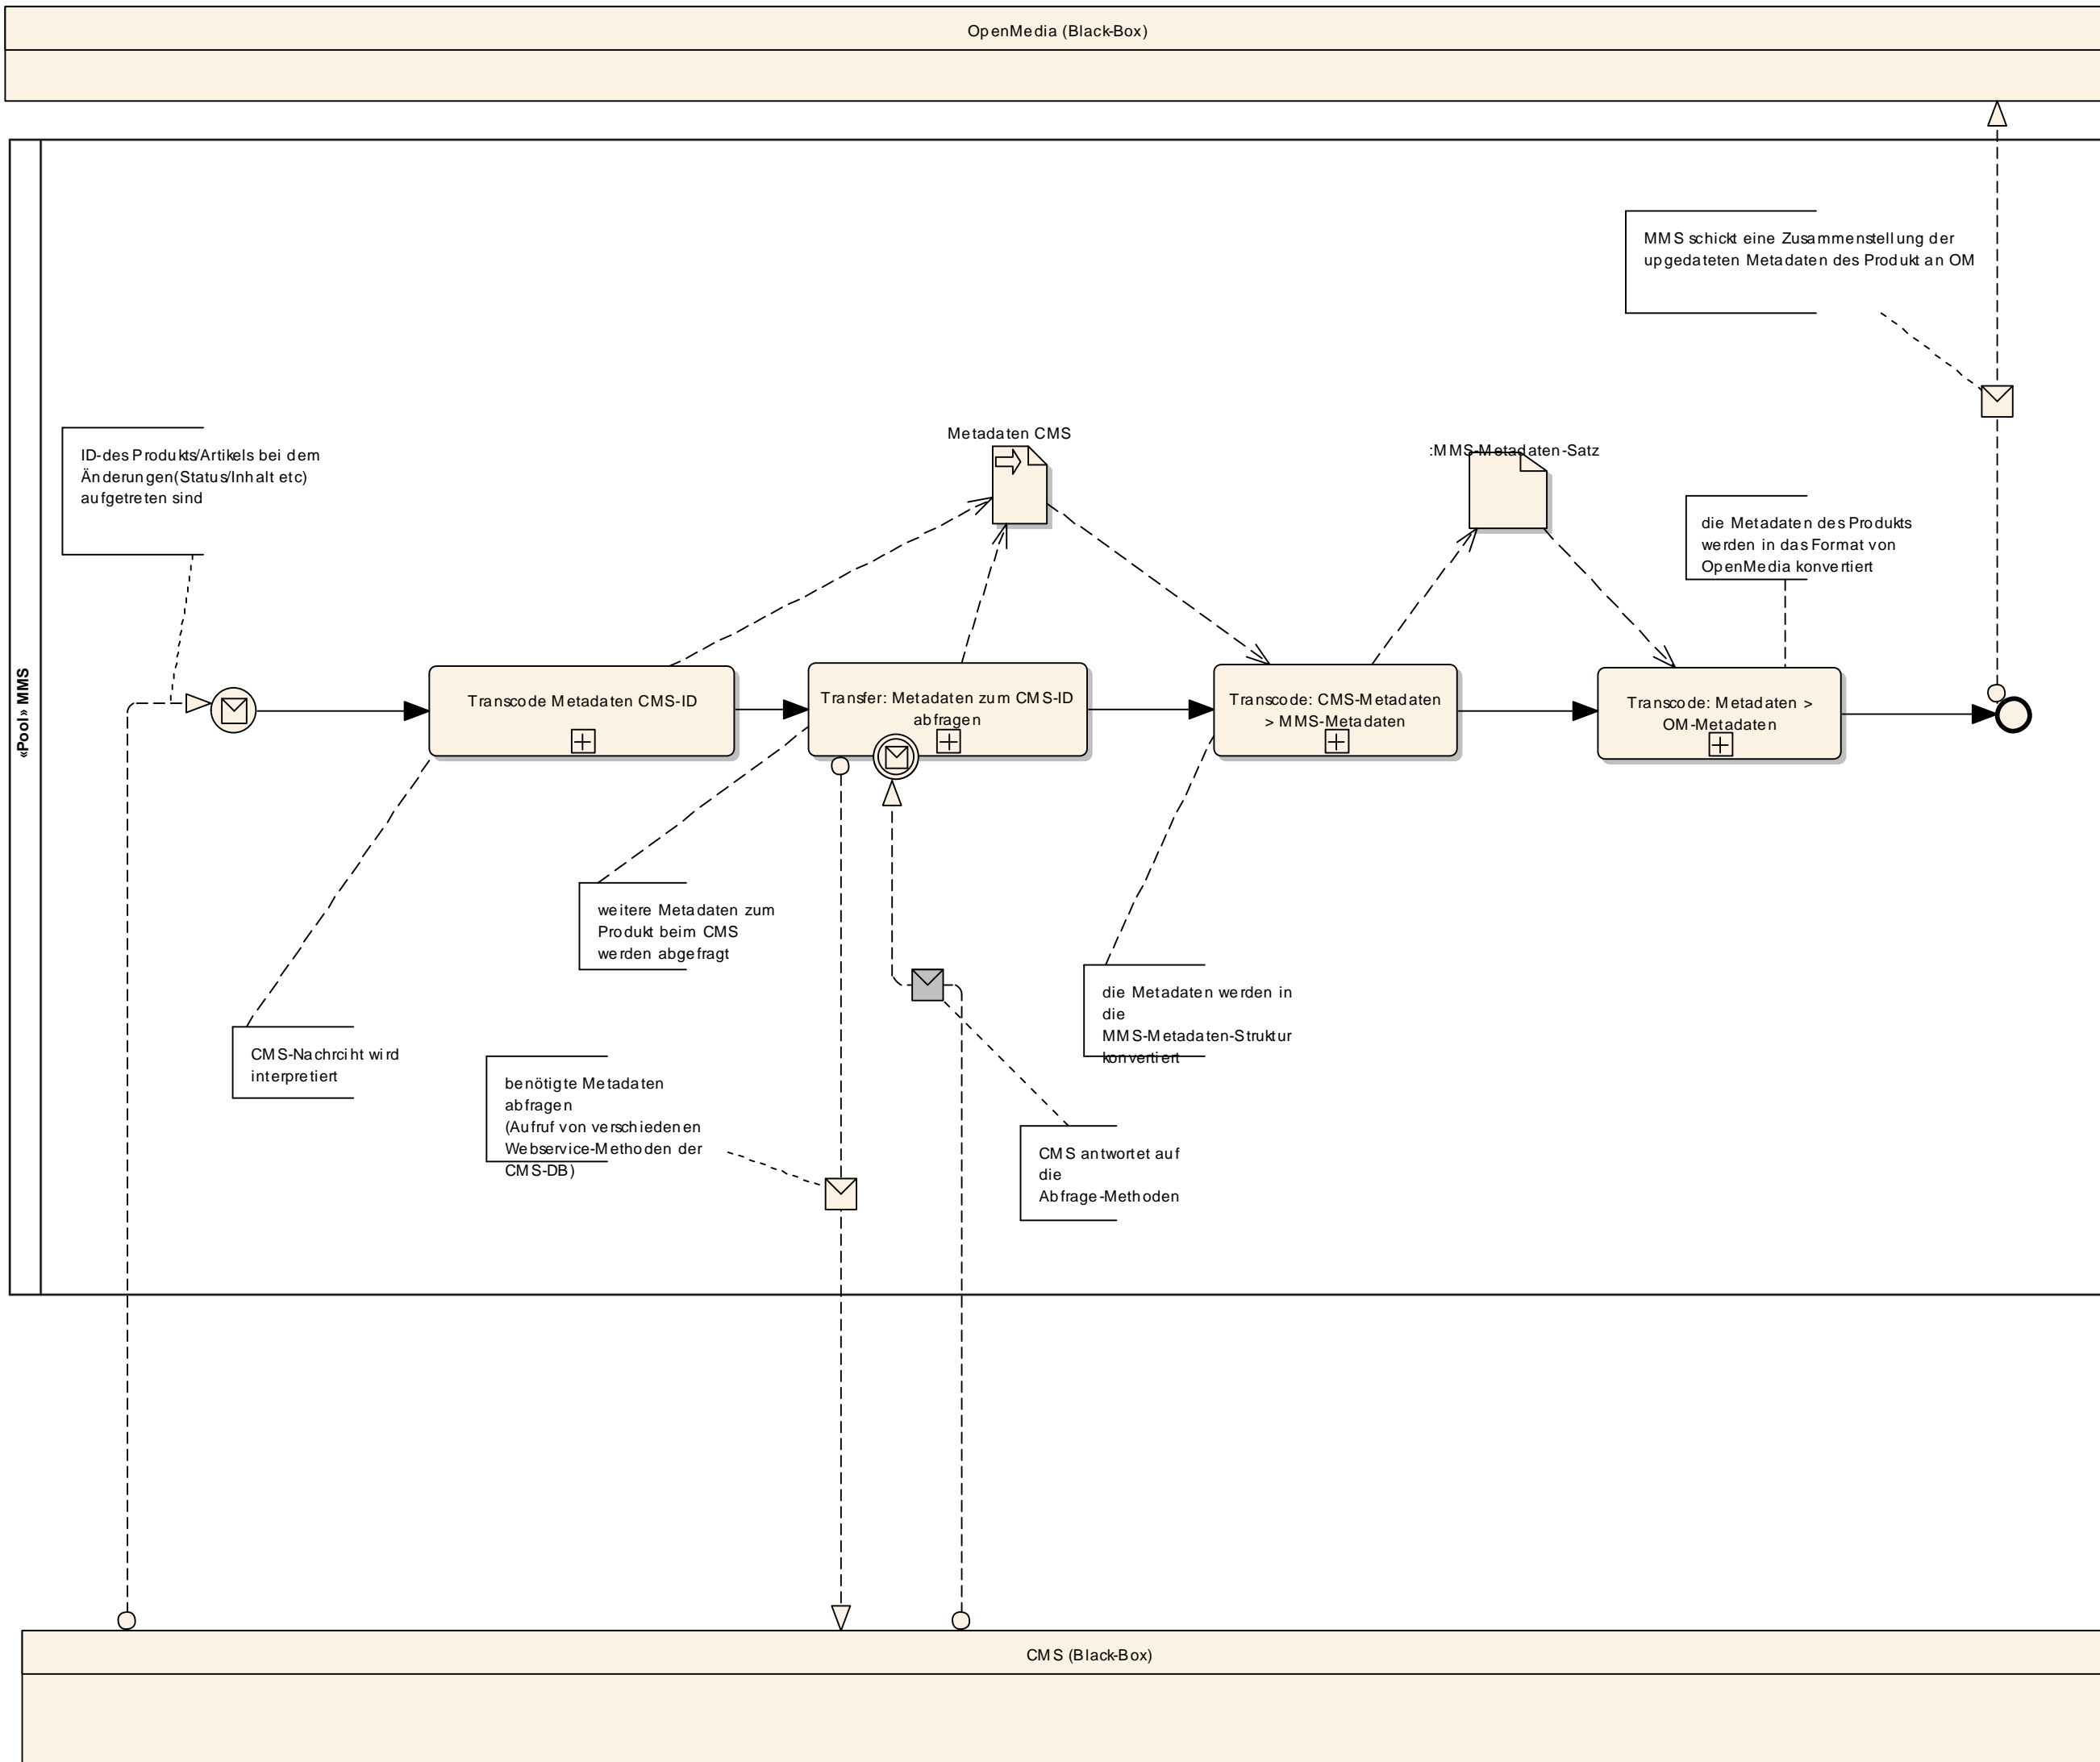 OpenMedia (Black-Box)
«Pool» MMS
MMS schickt eine Zusammenstellung der
upgedateten Metadaten des Produkt an OM
ID-des Produkts/Artikels bei dem
Änderungen(Status/Inhalt etc)
aufgetreten sind
Metadaten CMS
:MMS-Metadaten-Satz
die Metadaten des Produkts
werden in das Format von
OpenMedia konvertiert
Transcode Metadaten CMS-ID
Transfer: Metadaten zum CMS-ID
abfragen
Transcode: CMS-Metadaten
> MMS-Metadaten
Transcode: Metadaten >
OM-Metadaten
weitere Metadaten zum
Produkt beim CMS
werden abgefragt
die Metadaten werden in
die
MMS-Metadaten-Struktur
konvertiert
CMS-Nachrciht wird
interpretiert
benötigte Metadaten
abfragen
(Aufruf von verschiedenen
Webservice-Methoden der
CMS-DB)
CMS antwortet auf
die
Abfrage-Methoden
CMS (Black-Box)